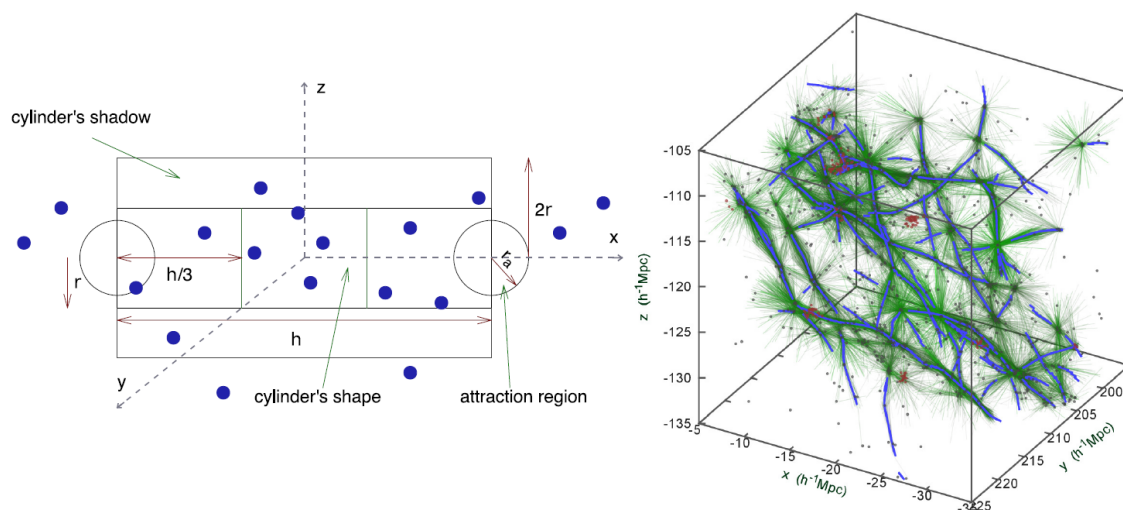 z
cylinder's shadow
2r
x
r
h/3
r_a
h
y
cylinder's shape
attraction region
-105
-110
-115
-120
-125
-130
-135
z (h⁻¹Mpc)
-5
-10
-15
-20
-25
-30
x (h⁻¹Mpc)
200
205
210
215
220
225
y (h⁻¹Mpc)